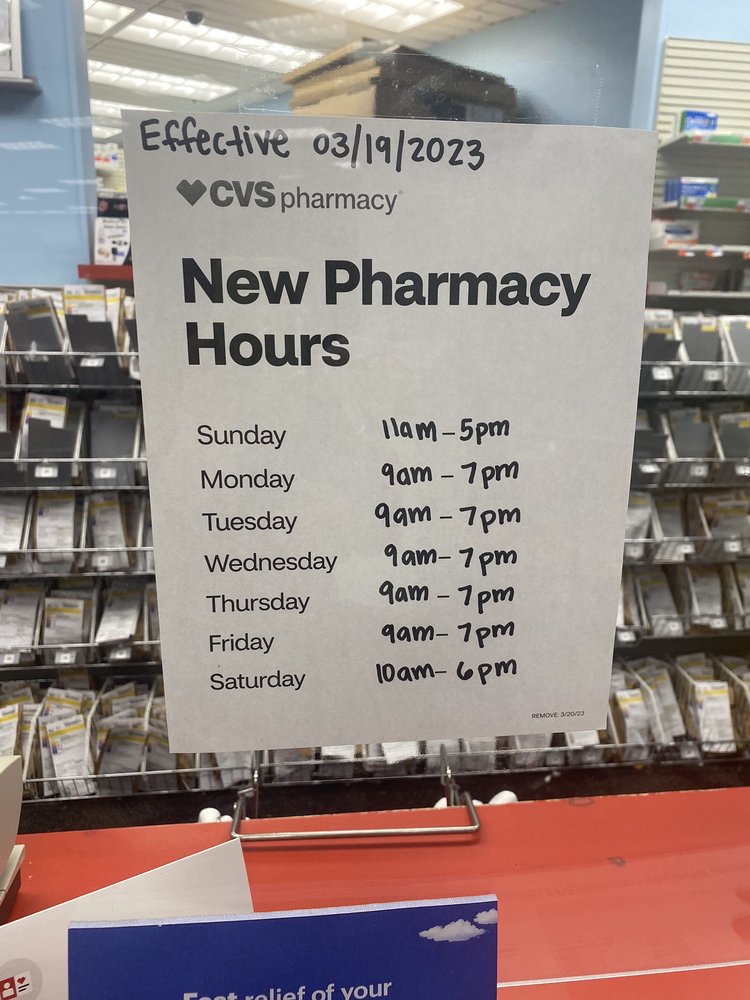 Effective 03/19/2023
CVS pharmacy®
New Pharmacy
Hours
Sunday 11am – 5pm
Monday 9am – 7pm
Tuesday 9am – 7pm
Wednesday 9am – 7pm
Thursday 9am – 7pm
Friday 9am – 7pm
Saturday 10am – 6pm
REMOVE: 3/20/23
Fast relief of your